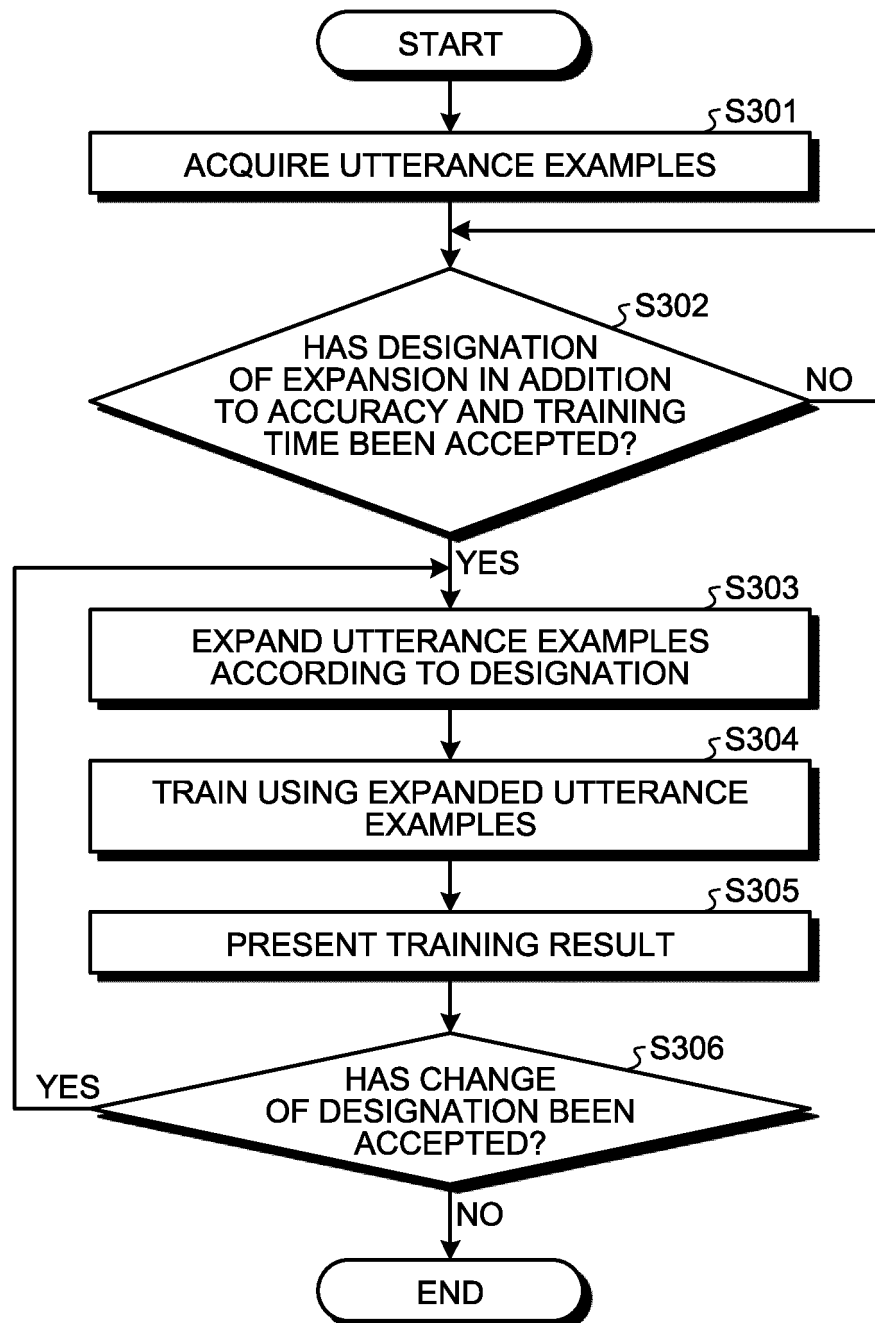 START
S301
ACQUIRE UTTERANCE EXAMPLES
S302
HAS DESIGNATION
OF EXPANSION IN ADDITION
TO ACCURACY AND TRAINING
TIME BEEN ACCEPTED?
NO
YES
S303
EXPAND UTTERANCE EXAMPLES
ACCORDING TO DESIGNATION
S304
TRAIN USING EXPANDED UTTERANCE
EXAMPLES
S305
PRESENT TRAINING RESULT
S306
YES
HAS CHANGE
OF DESIGNATION BEEN
ACCEPTED?
NO
END